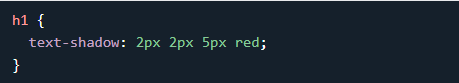 h1 {
  text-shadow: 2px 2px 5px red;
}